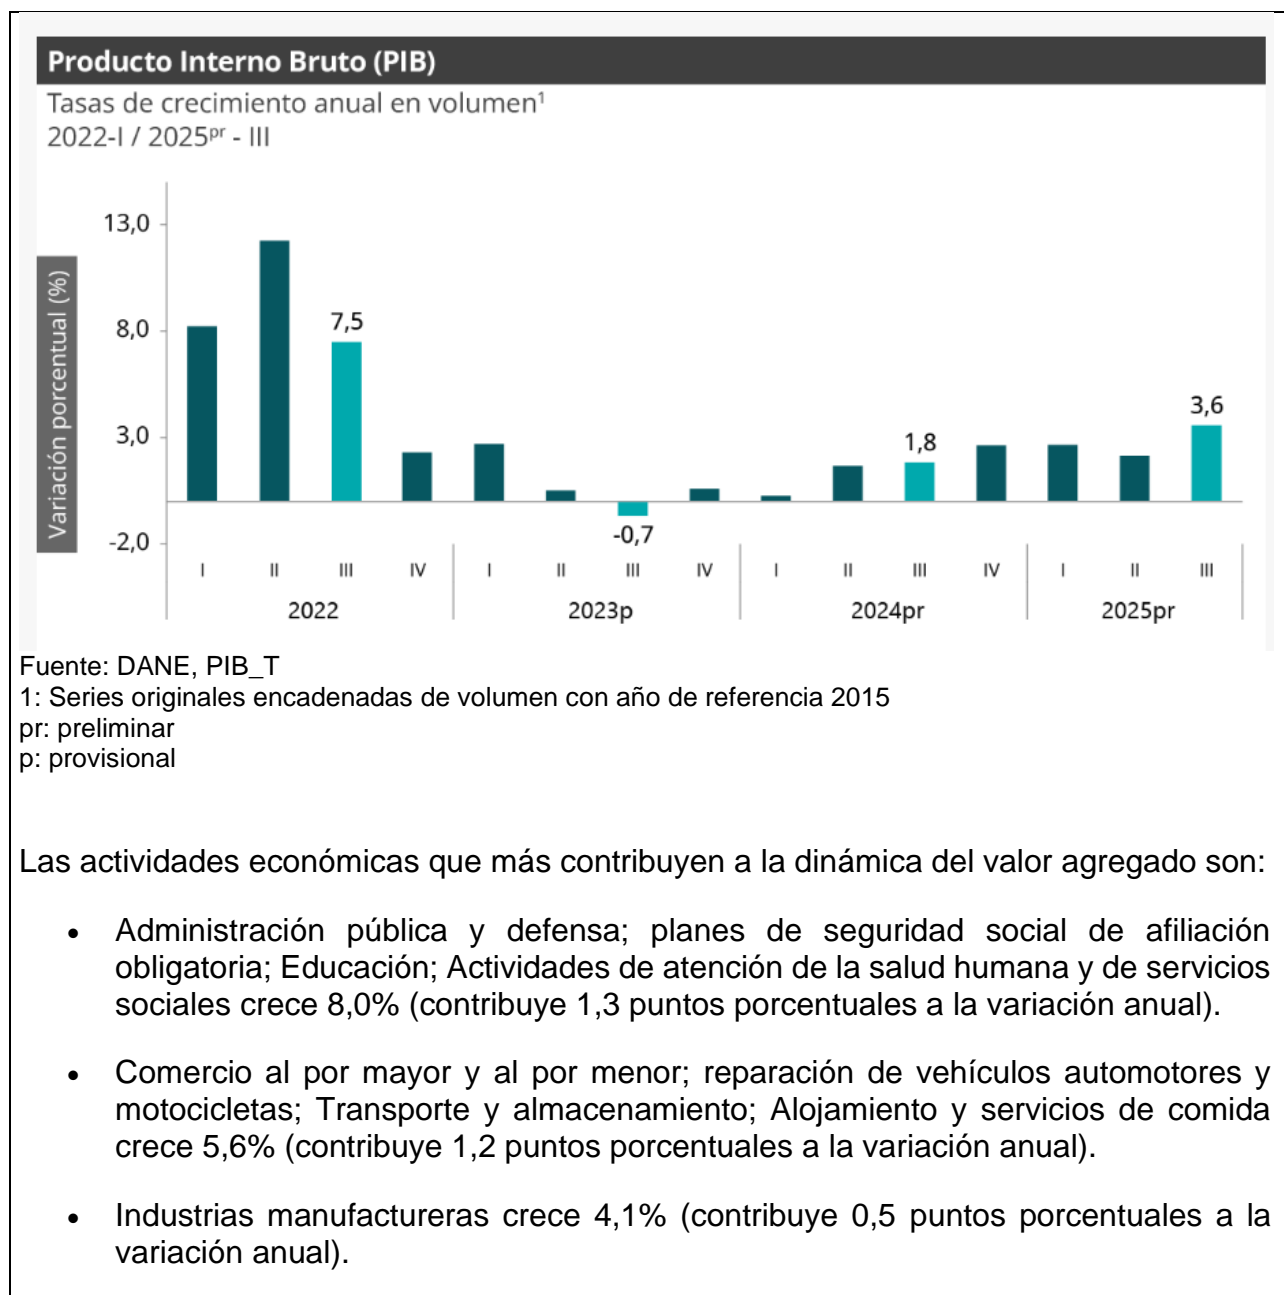 Producto Interno Bruto (PIB)
Tasas de crecimiento anual en volumen¹
2022-I / 2025ᵖʳ - III
Variación porcentual (%)
13,0
8,0
3,0
-2,0
7,5
-0,7
1,8
3,6
I II III IV I II III IV I II III IV I II III
2022 2023p 2024pr 2025pr
Fuente: DANE, PIB_T
1: Series originales encadenadas de volumen con año de referencia 2015
pr: preliminar
p: provisional
Las actividades económicas que más contribuyen a la dinámica del valor agregado son:
• Administración pública y defensa; planes de seguridad social de afiliación
obligatoria; Educación; Actividades de atención de la salud humana y de servicios
sociales crece 8,0% (contribuye 1,3 puntos porcentuales a la variación anual).
• Comercio al por mayor y al por menor; reparación de vehículos automotores y
motocicletas; Transporte y almacenamiento; Alojamiento y servicios de comida
crece 5,6% (contribuye 1,2 puntos porcentuales a la variación anual).
• Industrias manufactureras crece 4,1% (contribuye 0,5 puntos porcentuales a la
variación anual).